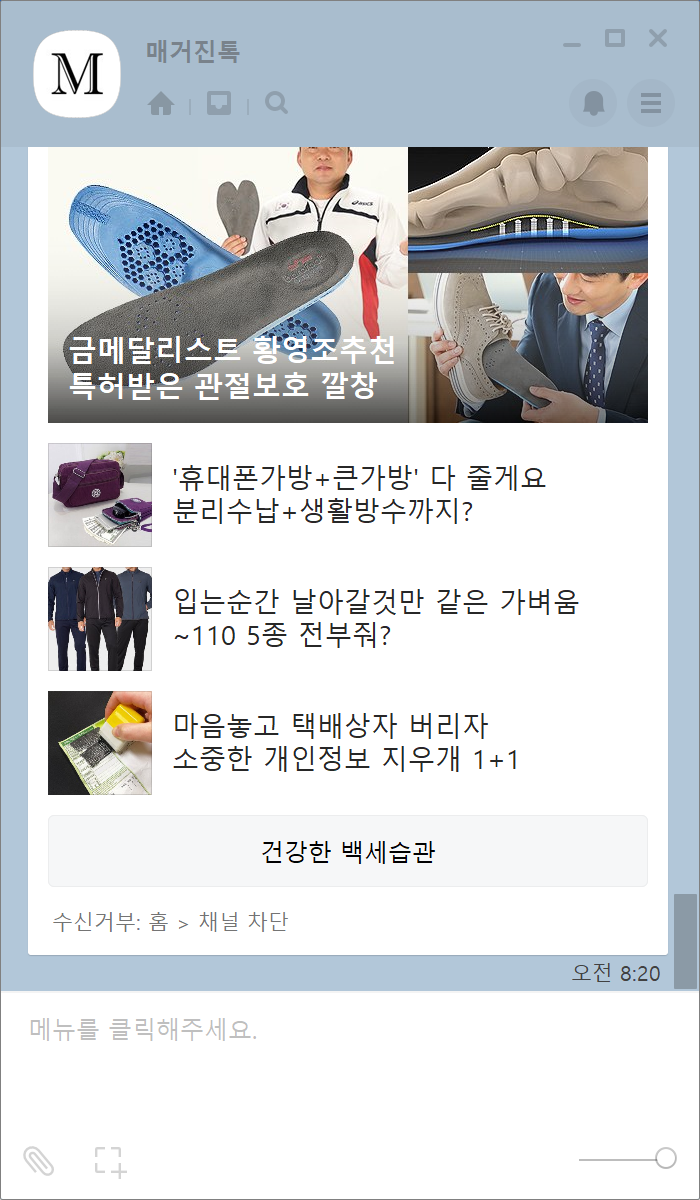 M
매거진톡
asics
금메달리스트 황영조추천
특허받은 관절보호 깔창
'휴대폰가방+큰가방' 다 줄게요
분리수납+생활방수까지?
입는순간 날아갈것만 같은 가벼움
~110 5종 전부줘?
마음놓고 택배상자 버리자
소중한 개인정보 지우개 1+1
건강한 백세습관
수신거부: 홈 > 채널 차단
오전 8:20
메뉴를 클릭해주세요.